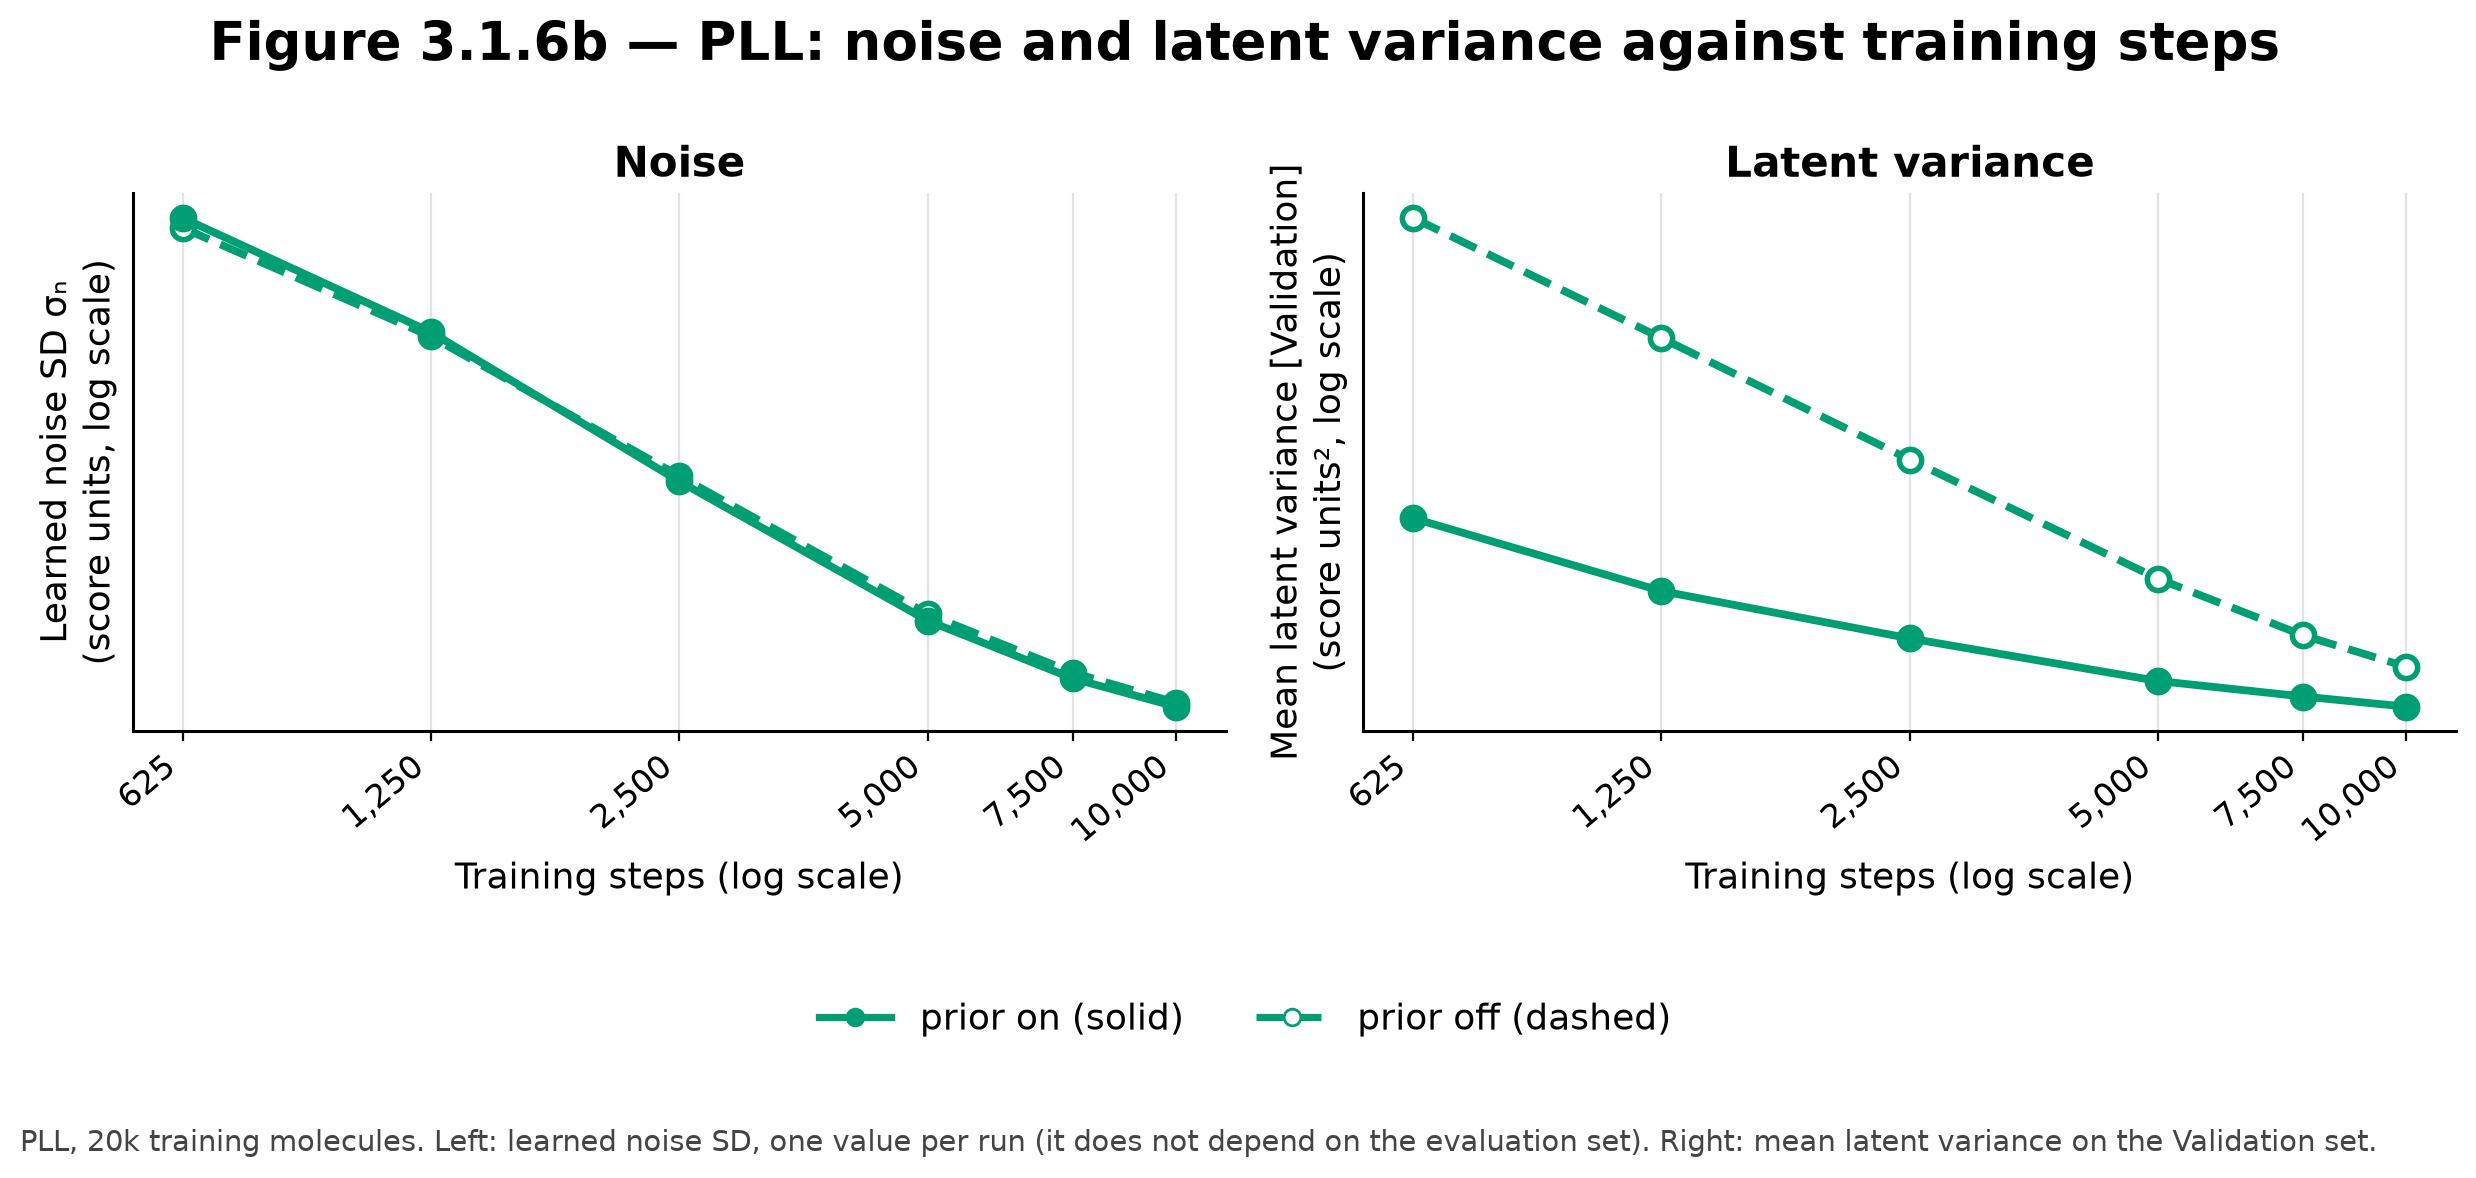 Figure 3.1.6b — PLL: noise and latent variance against training steps
Noise
Learned noise SD σₙ
(score units, log scale)
625
1,250
2,500
5,000
7,500
10,000
Training steps (log scale)
Latent variance
Mean latent variance [Validation]
(score units², log scale)
625
1,250
2,500
5,000
7,500
10,000
Training steps (log scale)
prior on (solid)
prior off (dashed)
PLL, 20k training molecules. Left: learned noise SD, one value per run (it does not depend on the evaluation set). Right: mean latent variance on the Validation set.